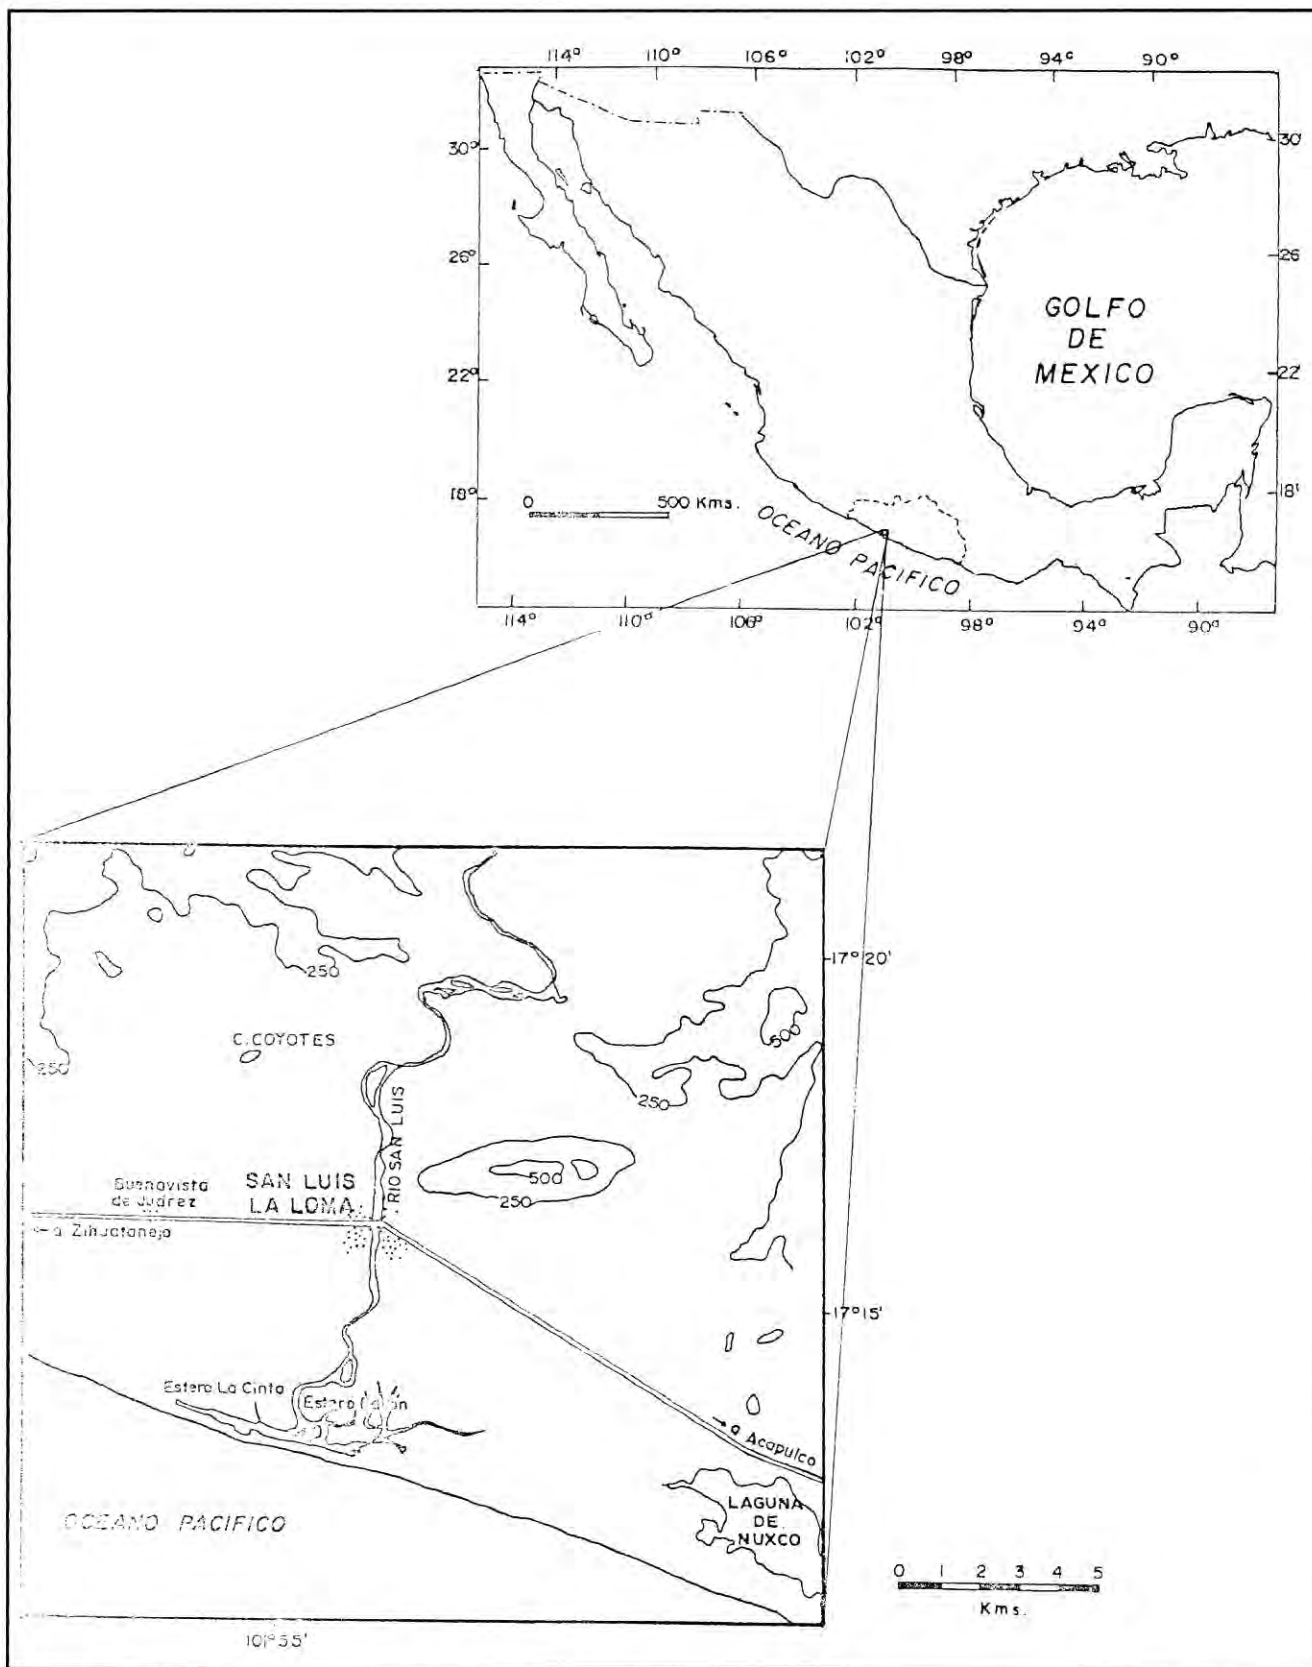 114° 110° 106° 102° 98° 94° 90°
30° 30'
26° 26'
GOLFO
DE
MEXICO
22° 22'
18° 18'
0 500 Kms.
OCEANO PACIFICO
114° 110° 106° 102° 98° 94° 90°
17°20'
250
C.COYOTES
500
250
250
RIO SAN LUIS
500
250
Buenavista
de Juárez
SAN LUIS
LA LOMA
← a Zihuatanejo
17°15'
Estero La Cinta
Estero
→ a Acapulco
LAGUNA
DE
NUXCO
OCEANO PACIFICO
0 1 2 3 4 5
Kms.
101°55'